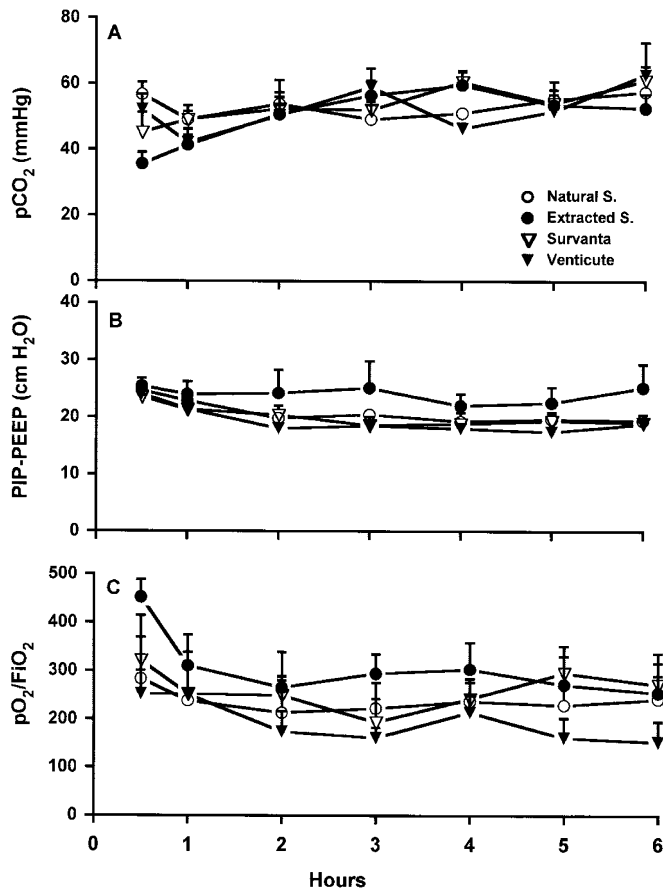 A
pCO2 (mmHg)
80
60
40
20
0
Natural S.
Extracted S.
Survanta
Venticute
B
PIP-PEEP (cm H2O)
40
30
20
10
0
C
pO2/FiO2
500
400
300
200
100
0
0 1 2 3 4 5 6
Hours